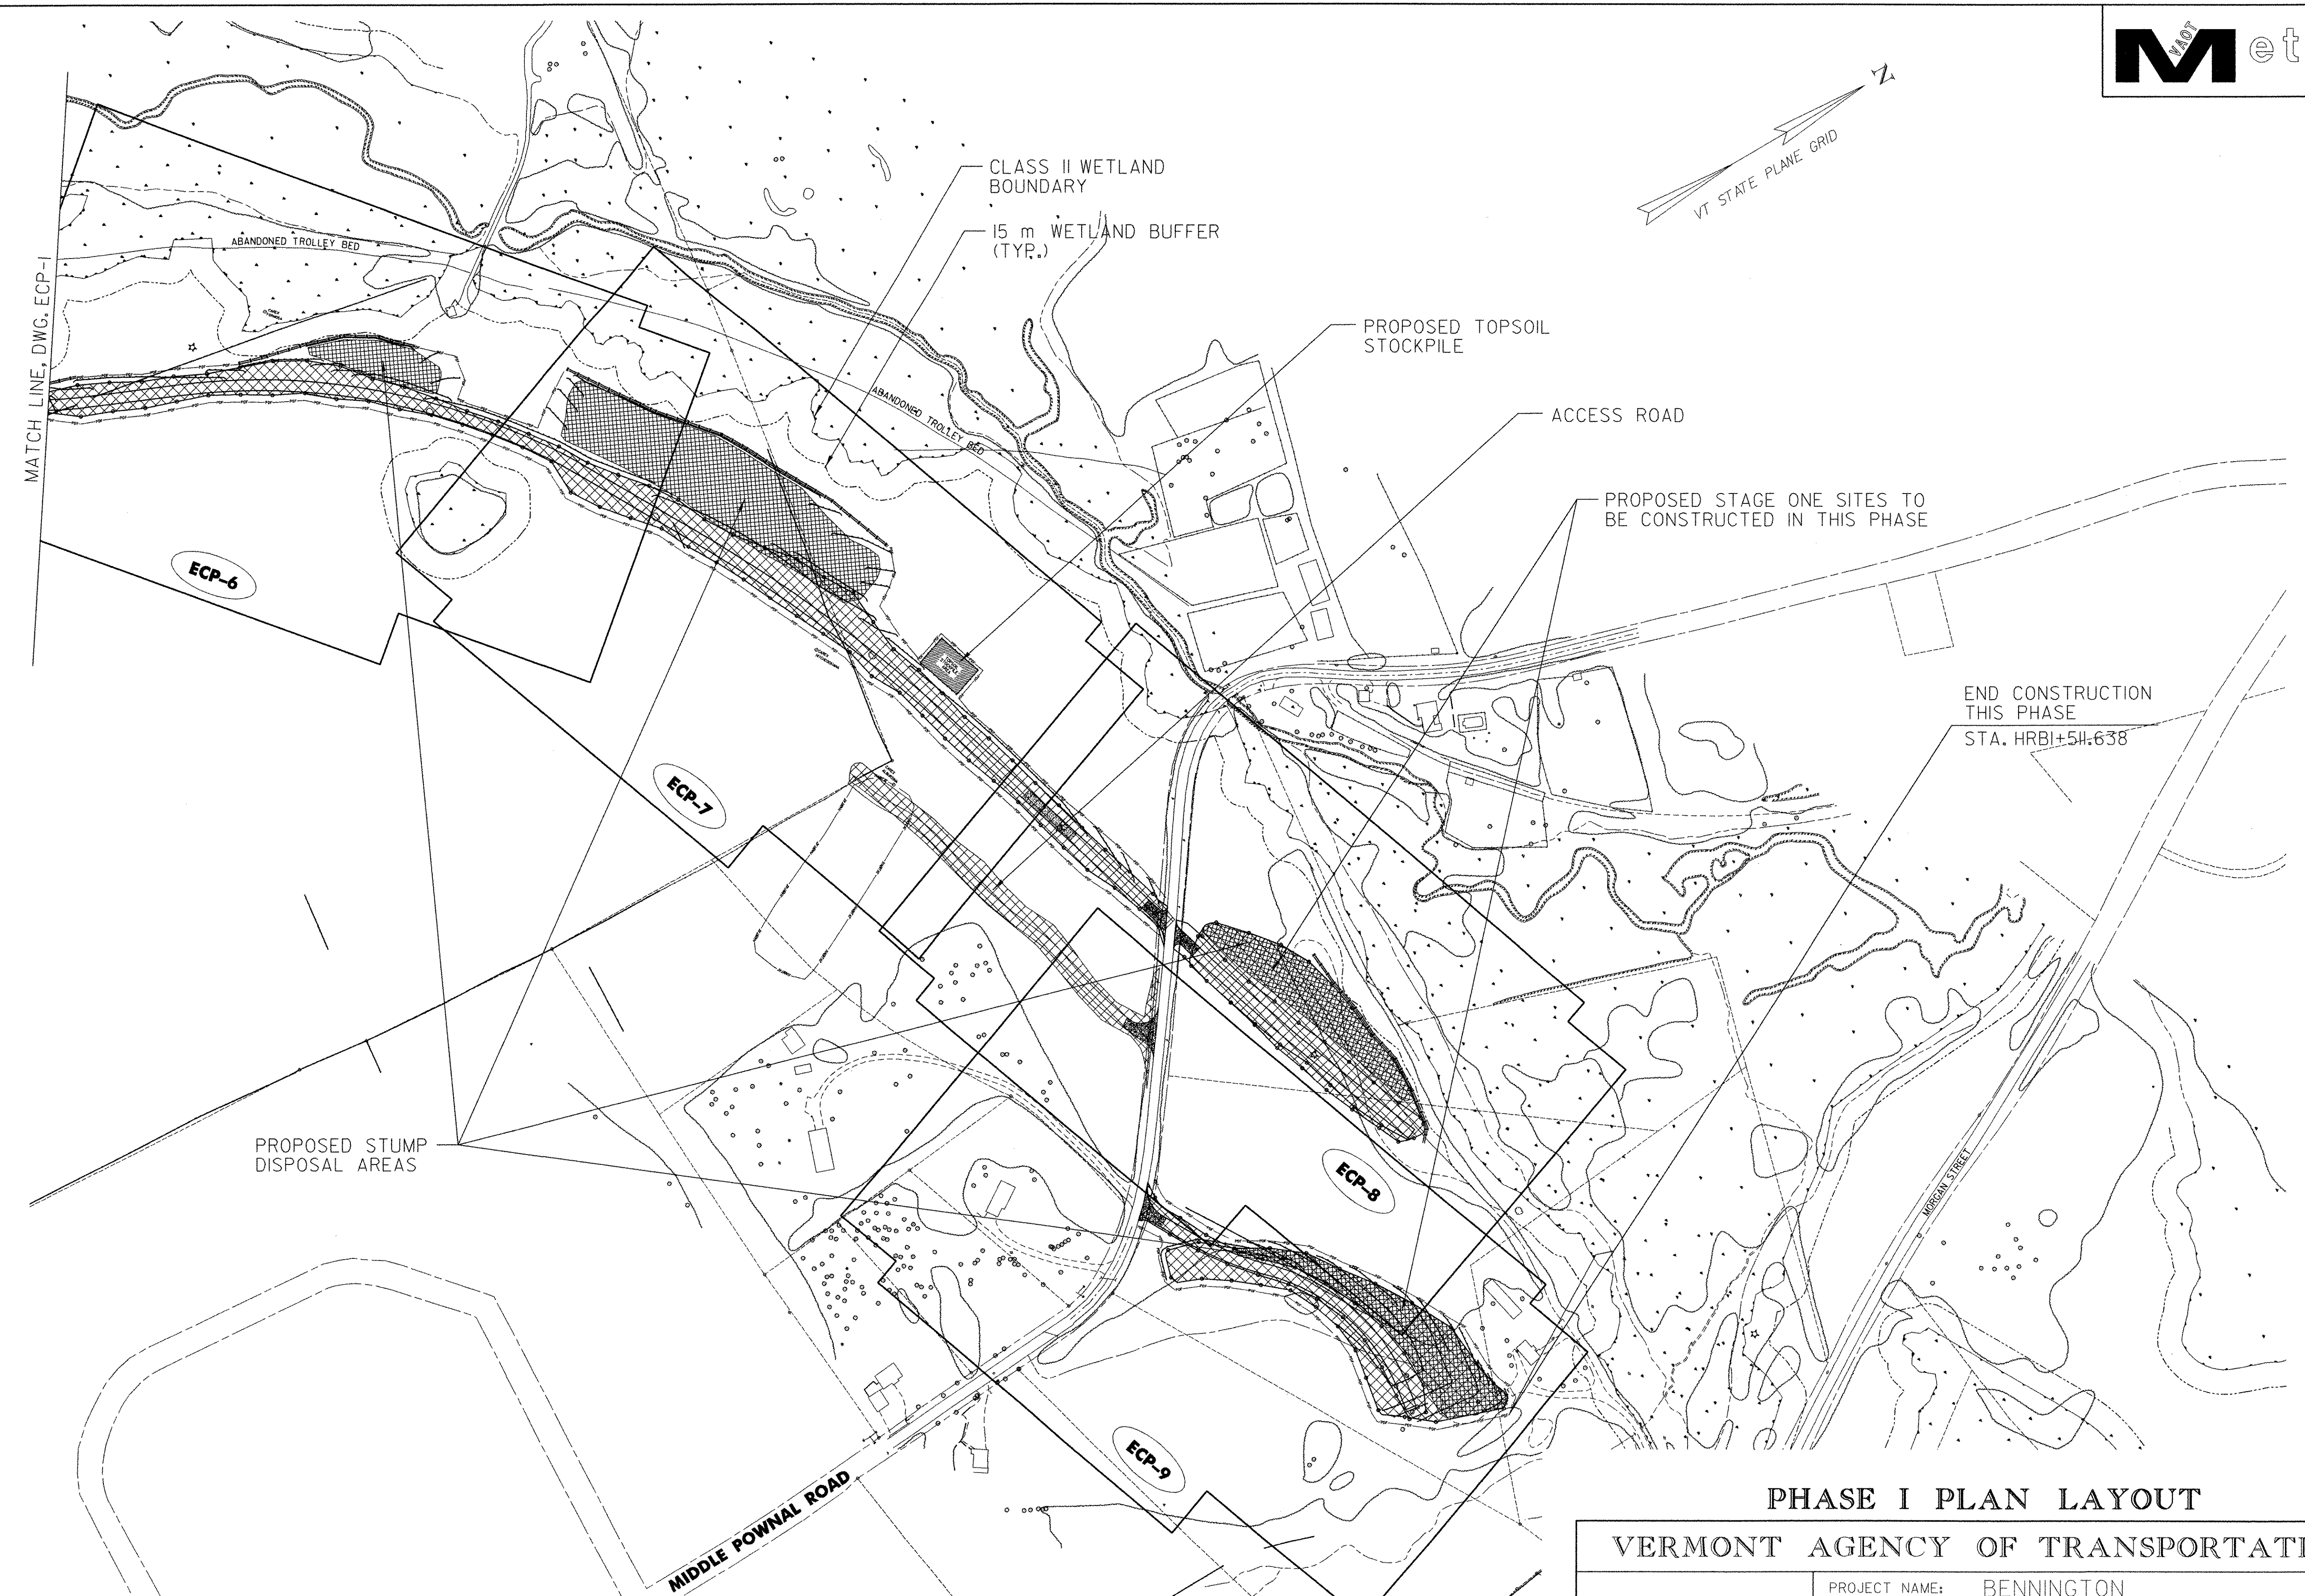 VAOT
M et
N
VT STATE PLANE GRID
CLASS II WETLAND
BOUNDARY
15 m WETLAND BUFFER
(TYP.)
ABANDONED TROLLEY BED
MATCH LINE, DWG. ECP-1
PROPOSED TOPSOIL
STOCKPILE
ABANDONED TROLLEY BED
ACCESS ROAD
PROPOSED STAGE ONE SITES TO
BE CONSTRUCTED IN THIS PHASE
ECP-6
END CONSTRUCTION
THIS PHASE
STA. HRB1+511.638
ECP-7
PROPOSED STUMP
DISPOSAL AREAS
ECP-8
MORGAN STREET
ECP-9
MIDDLE POWNAL ROAD
PHASE I PLAN LAYOUT
VERMONT AGENCY OF TRANSPORTATI
PROJECT NAME: BENNINGTON